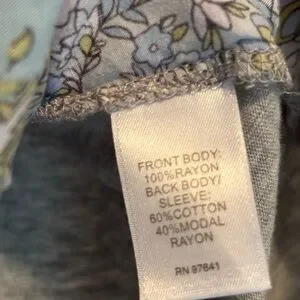 FRONT BODY:
100%RAYON
BACK BODY/
SLEEVE:
60%COTTON
40%MODAL
RAYON
RN 97641